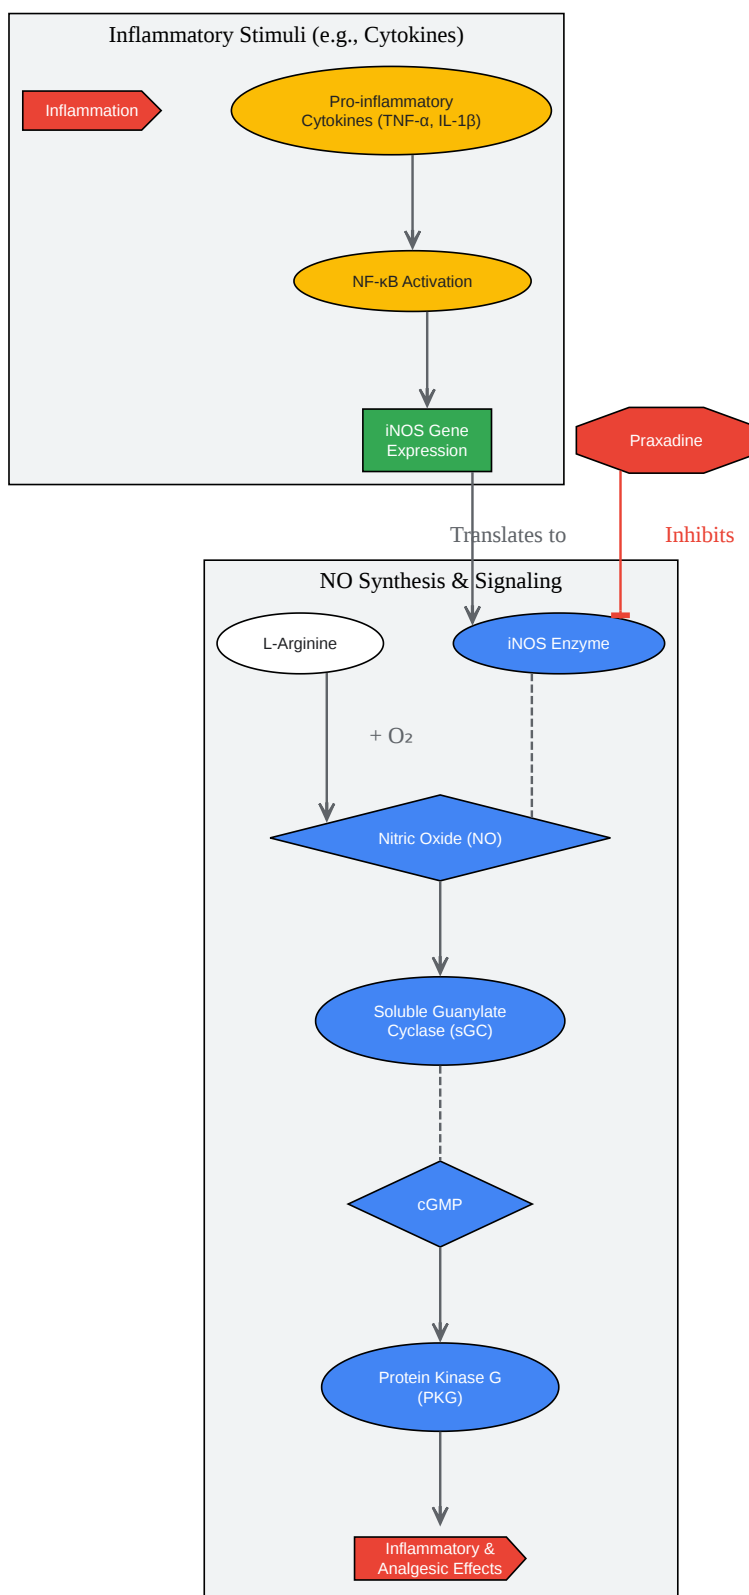 Inflammatory Stimuli (e.g., Cytokines)
Inflammation
Pro-inflammatory
Cytokines (TNF-α, IL-1β)
NF-κB Activation
iNOS Gene
Expression
Praxadine
Translates to
Inhibits
NO Synthesis & Signaling
L-Arginine
iNOS Enzyme
+ O₂
Nitric Oxide (NO)
Soluble Guanylate
Cyclase (sGC)
cGMP
Protein Kinase G
(PKG)
Inflammatory &
Analgesic Effects